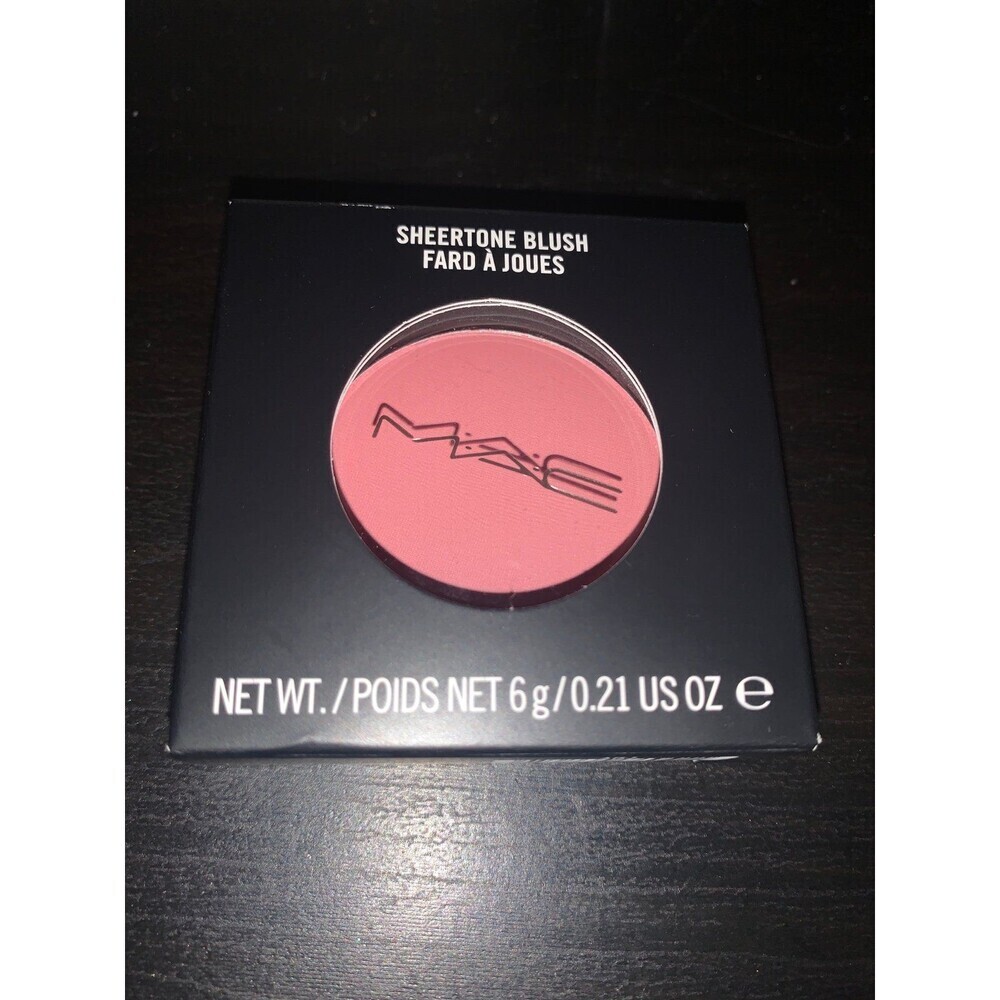 SHEERTONE BLUSH
FARD À JOUES
M·A·C
NET WT./POIDS NET 6 g/0.21 US OZ ℮